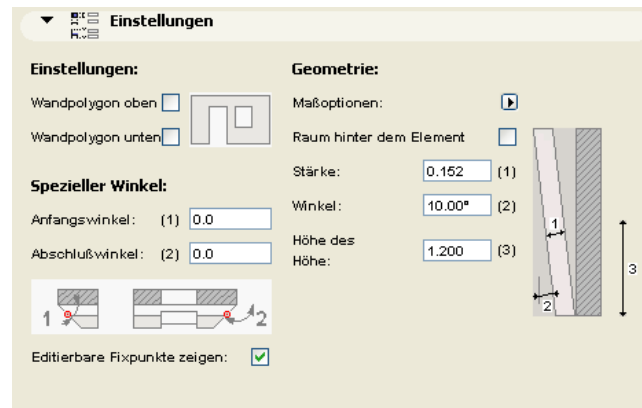 Einstellungen
Einstellungen:
Wandpolygon oben
Wandpolygon unten
Spezieller Winkel:
Anfangswinkel: (1) 0.0
Abschlußwinkel: (2) 0.0
1 2
Editierbare Fixpunkte zeigen:
Geometrie:
Maßoptionen:
Raum hinter dem Element
Stärke: 0.152 (1)
Winkel: 10.00° (2)
Höhe des
Höhe: 1.200 (3)
1
2
3